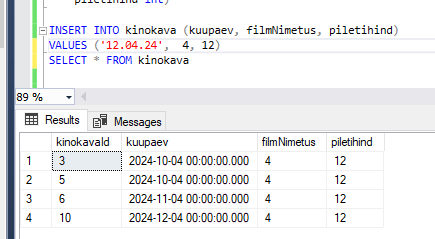 piletihind int)
INSERT INTO kinokava (kuupaev, filmNimetus, piletihind)
VALUES ('12.04.24', 4, 12)
SELECT * FROM kinokava
89 %
Results Messages
kinokavaId kuupaev filmNimetus piletihind
1 3 2024-10-04 00:00:00.000 4 12
2 5 2024-10-04 00:00:00.000 4 12
3 6 2024-11-04 00:00:00.000 4 12
4 10 2024-12-04 00:00:00.000 4 12